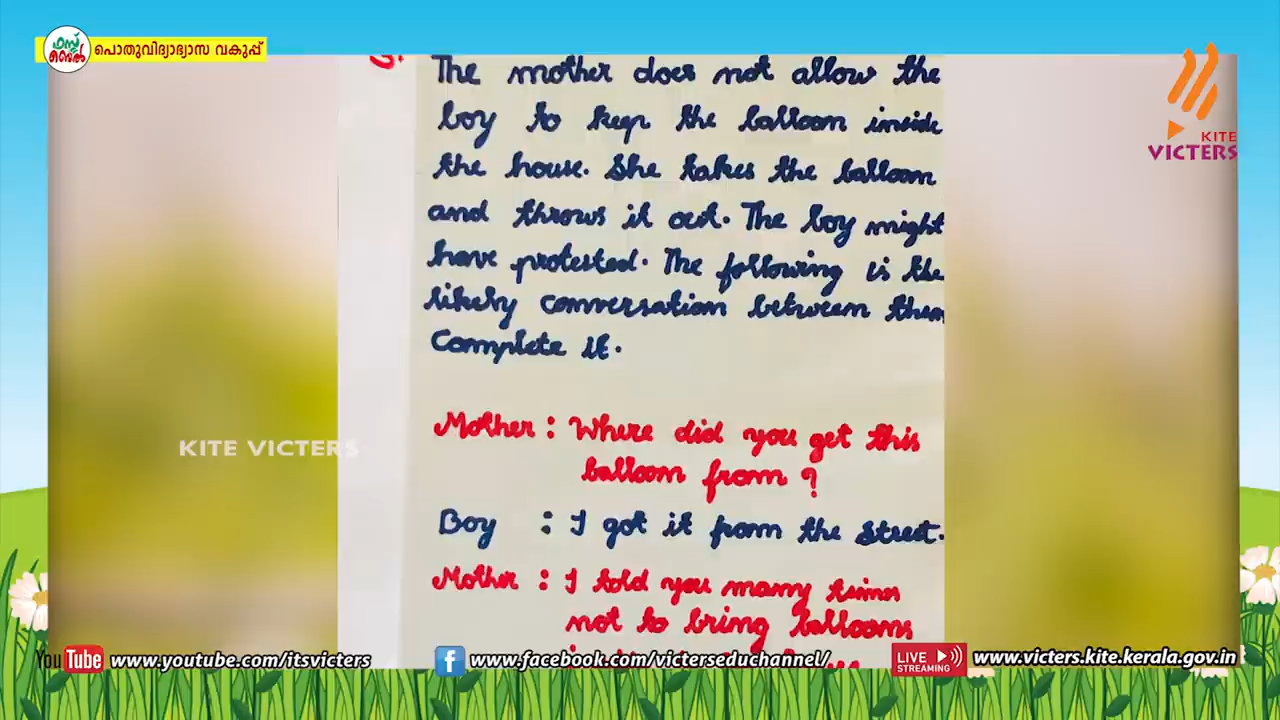 ഫസ്റ്റ് ബെൽ പൊതുവിദ്യാഭ്യാസ വകുപ്പ്
KITE
VICTERS
The mother does not allow the
boy to keep the balloon inside
the house. She takes the balloon
and throws it out. The boy might
have protested. The following is the
likely conversation between them
Complete it.
Mother : Where did you get this
balloon from ?
KITE VICTERS
Boy : I got it from the street.
Mother : I told you many times
not to bring balloons
YouTube www.youtube.com/itsvicters
f www.facebook.com/victerseduchannel/
LIVE STREAMING www.victers.kite.kerala.gov.in